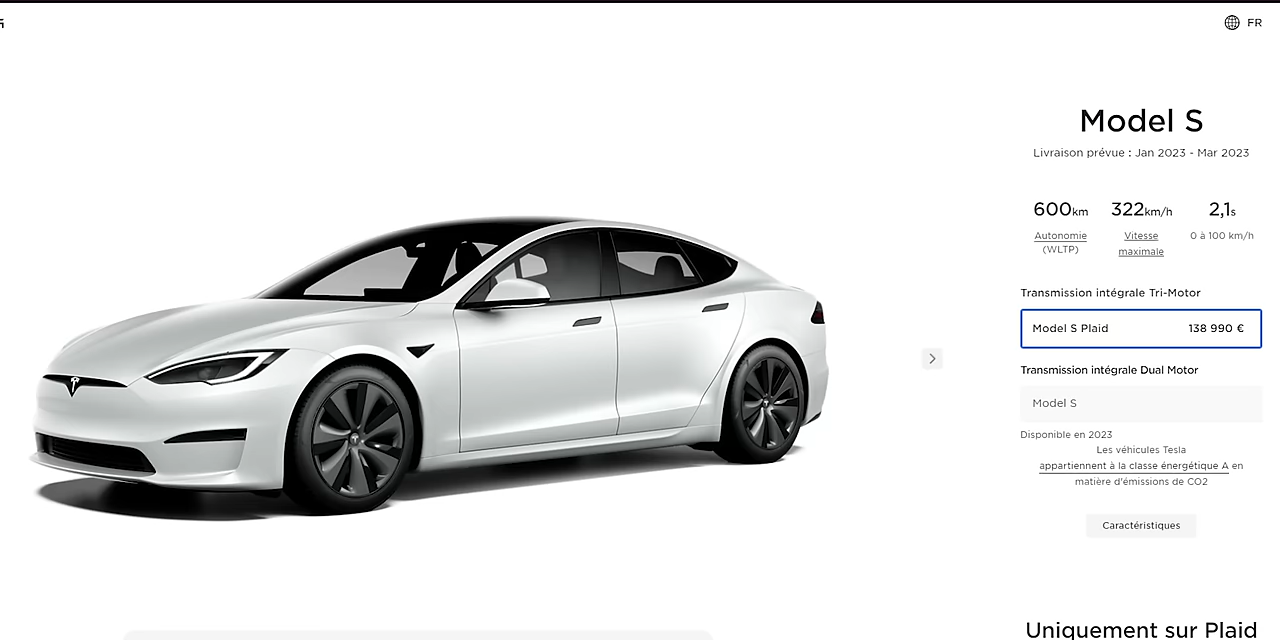 FR
Model S
Livraison prévue : Jan 2023 - Mar 2023
600km 322km/h 2,1s
Autonomie Vitesse 0 à 100 km/h
(WLTP) maximale
Transmission intégrale Tri-Motor
Model S Plaid 138 990 €
Transmission intégrale Dual Motor
Model S
Disponible en 2023
Les véhicules Tesla
appartiennent à la classe énergétique A en
matière d'émissions de CO2
Caractéristiques
Uniquement sur Plaid